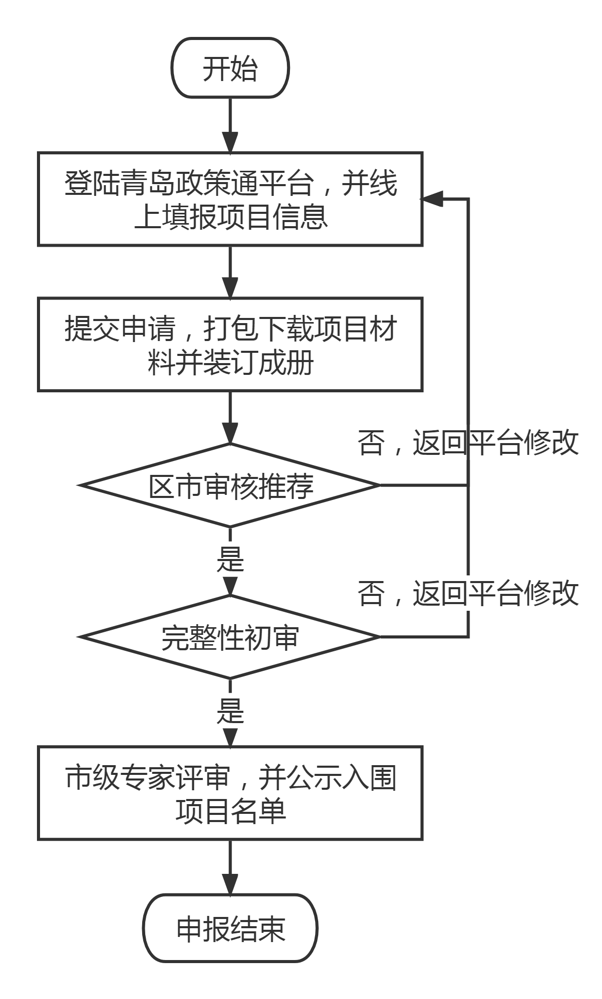 开始
登陆青岛政策通平台，并线
上填报项目信息
提交申请，打包下载项目材
料并装订成册
否，返回平台修改
区市审核推荐
是
否，返回平台修改
完整性初审
是
市级专家评审，并公示入围
项目名单
申报结束